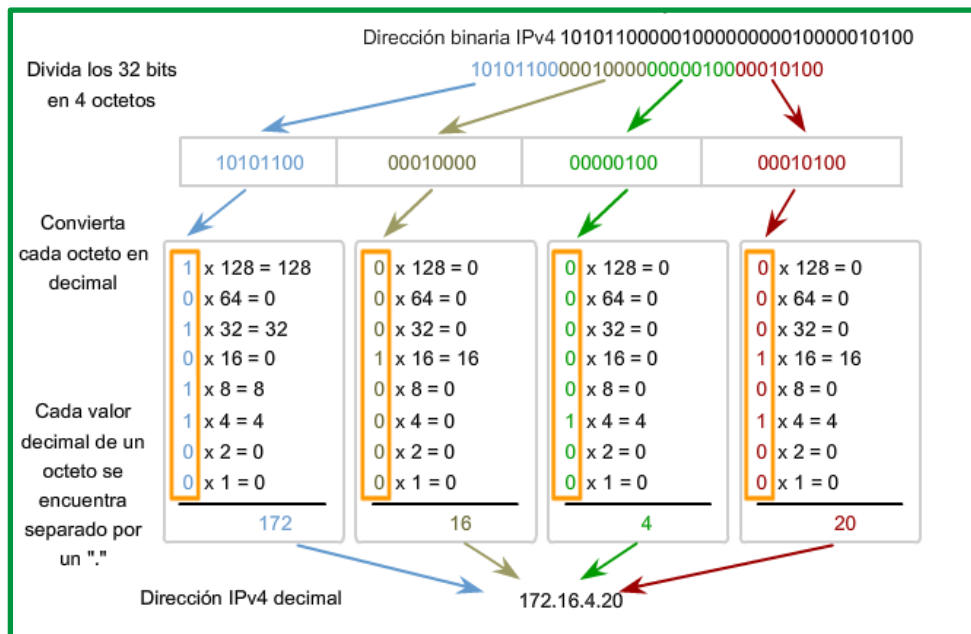 Dirección binaria IPv4 10101100000100000000010000010100
Divida los 32 bits
en 4 octetos
10101100000100000000010000010100
10101100 00010000 00000100 00010100
Convierta
cada octeto en
decimal
1 x 128 = 128
0 x 64 = 0
1 x 32 = 32
0 x 16 = 0
1 x 8 = 8
1 x 4 = 4
0 x 2 = 0
0 x 1 = 0
172
0 x 128 = 0
0 x 64 = 0
0 x 32 = 0
1 x 16 = 16
0 x 8 = 0
0 x 4 = 0
0 x 2 = 0
0 x 1 = 0
16
0 x 128 = 0
0 x 64 = 0
0 x 32 = 0
0 x 16 = 0
0 x 8 = 0
1 x 4 = 4
0 x 2 = 0
0 x 1 = 0
4
0 x 128 = 0
0 x 64 = 0
0 x 32 = 0
1 x 16 = 16
0 x 8 = 0
1 x 4 = 4
0 x 2 = 0
0 x 1 = 0
20
Cada valor
decimal de un
octeto se
encuentra
separado por
un "."
Dirección IPv4 decimal
172.16.4.20